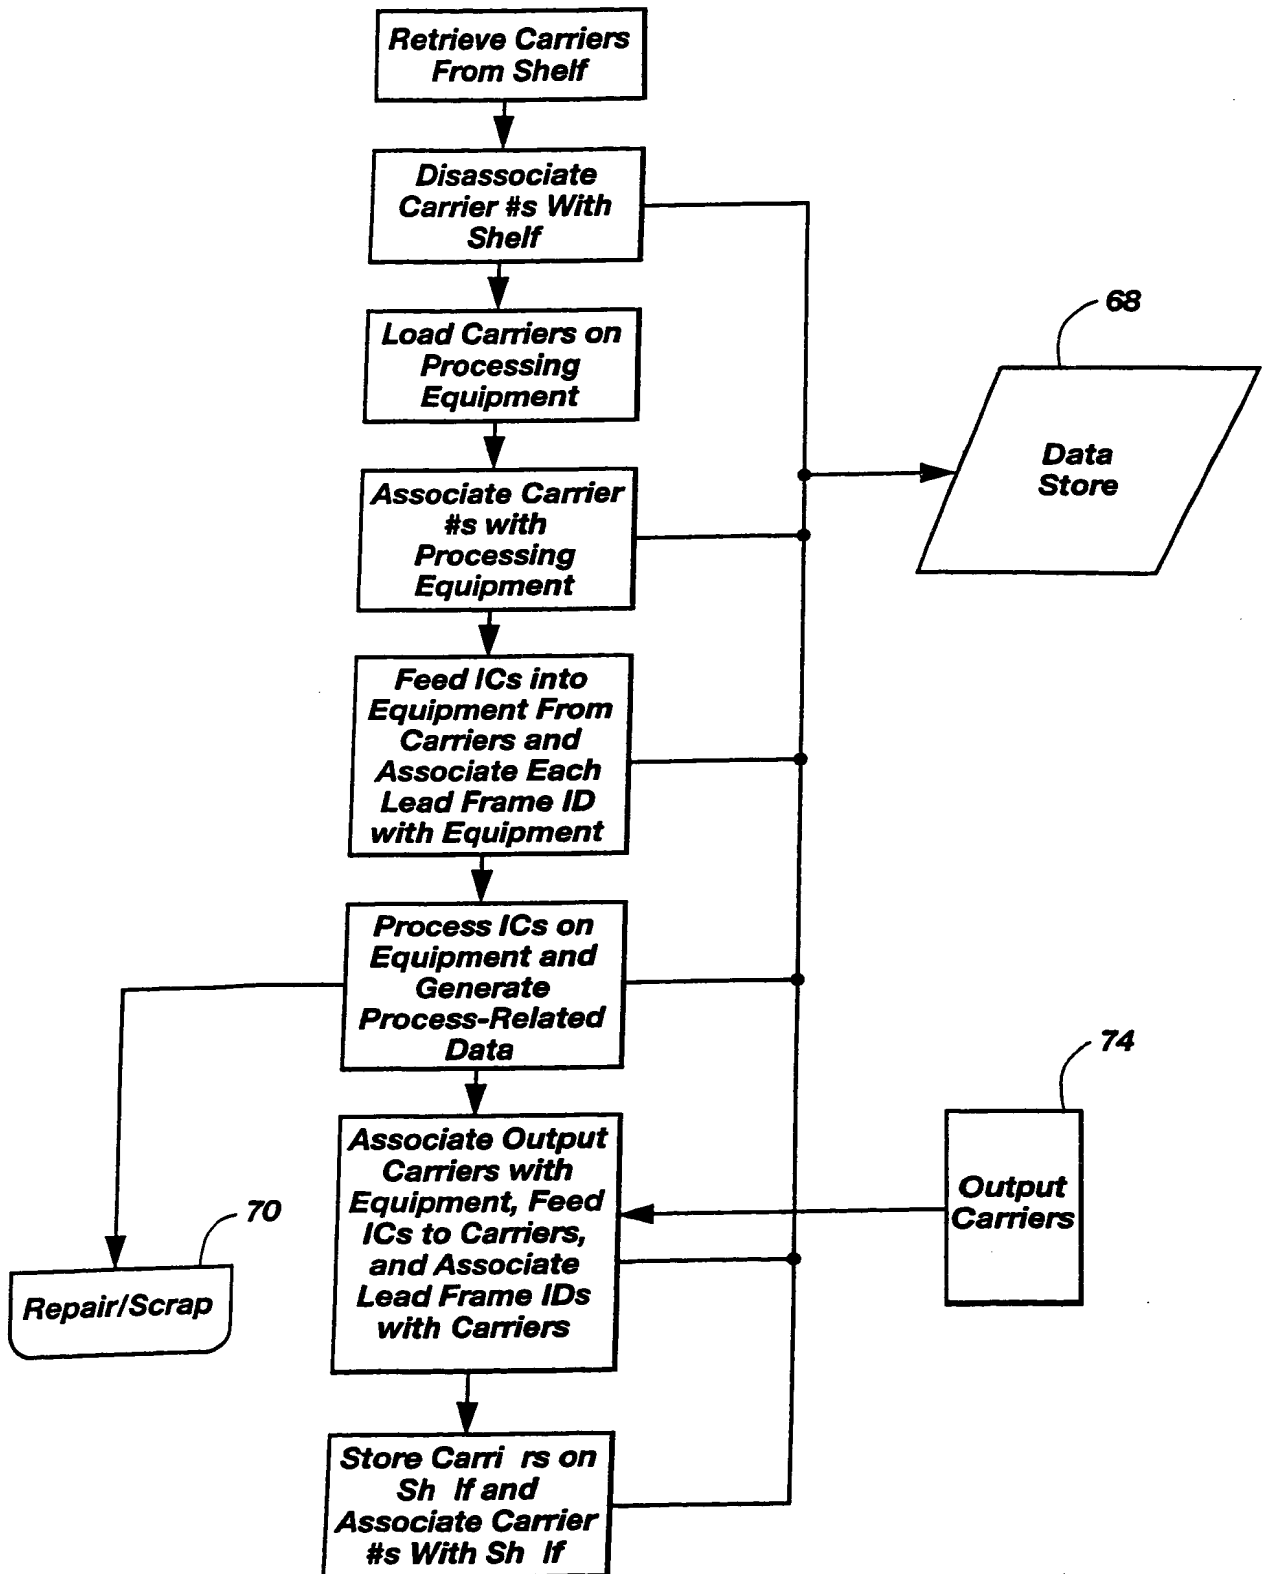 Retrieve Carriers
From Shelf
Disassociate
Carrier #s With
Shelf
Load Carriers on
Processing
Equipment
68
Data
Store
Associate Carrier
#s with
Processing
Equipment
Feed ICs into
Equipment From
Carriers and
Associate Each
Lead Frame ID
with Equipment
Process ICs on
Equipment and
Generate
Process-Related
Data
74
Output
Carriers
Associate Output
Carriers with
Equipment, Feed
ICs to Carriers,
and Associate
Lead Frame IDs
with Carriers
70
Repair/Scrap
Store Carri rs on
Sh lf and
Associate Carrier
#s With Sh lf